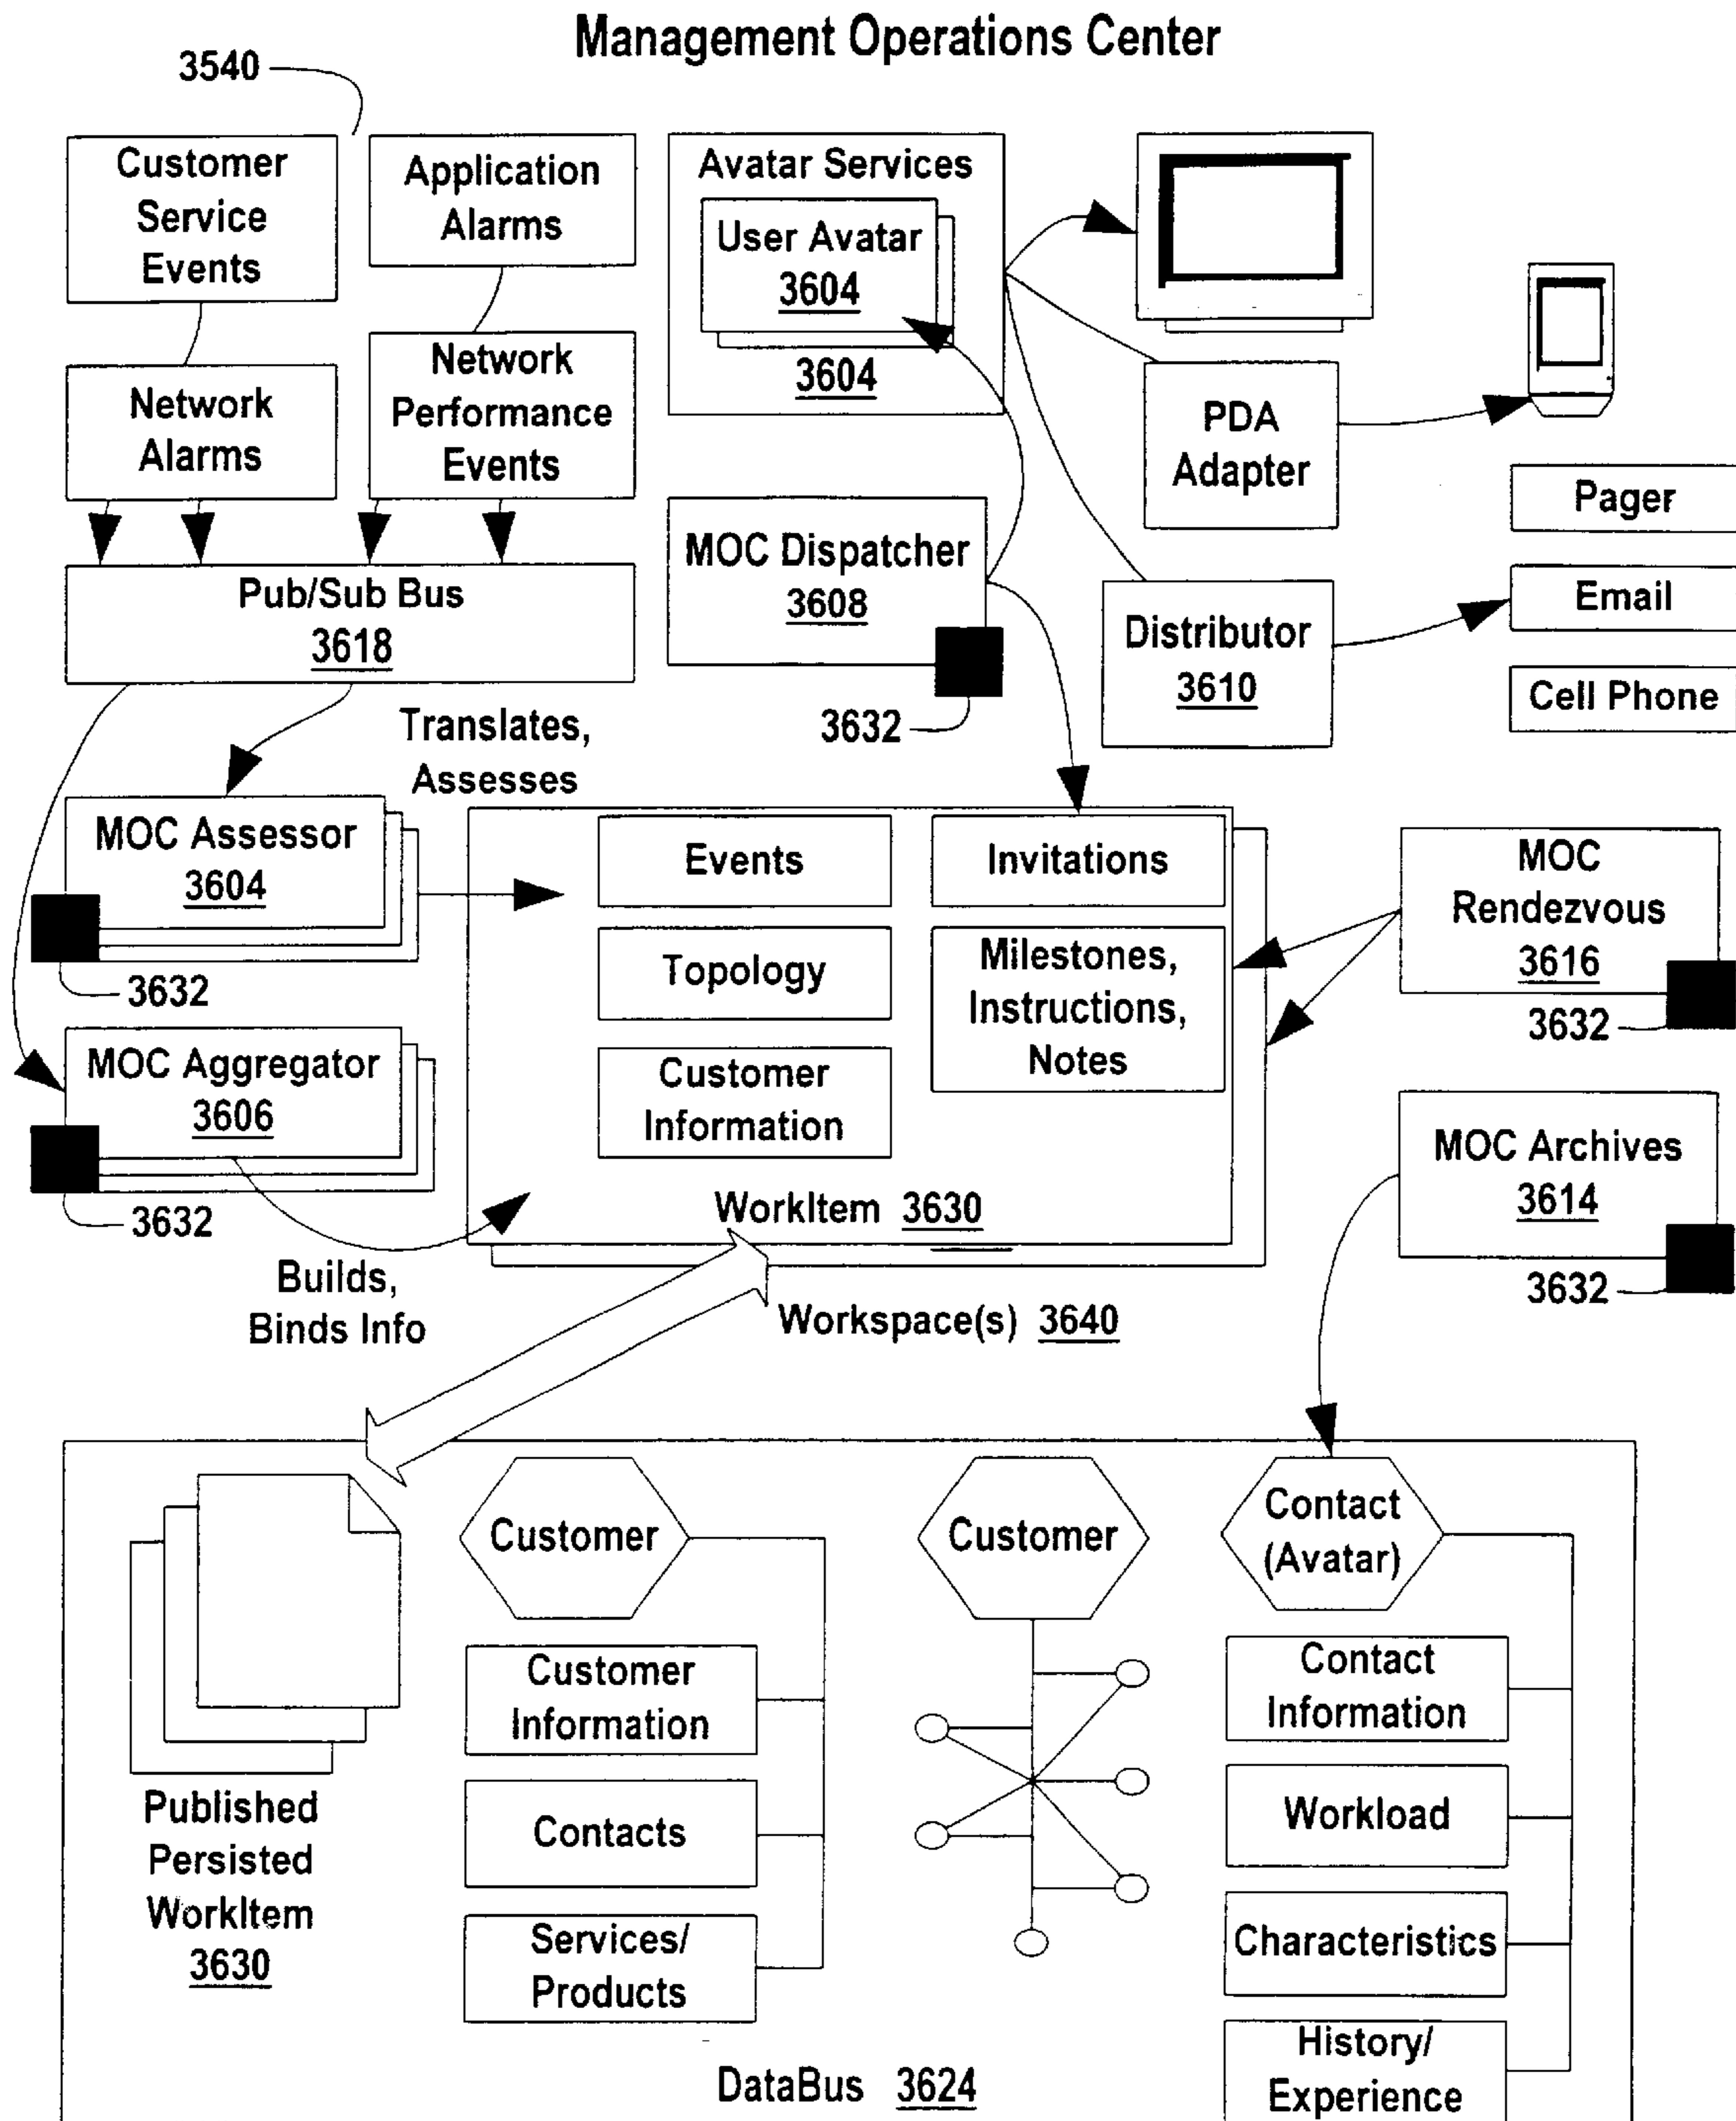 Management Operations Center
3540
Customer
Service
Events
Application
Alarms
Network
Alarms
Network
Performance
Events
Pub/Sub Bus
3618
Avatar Services
User Avatar
3604
3604
PDA
Adapter
Pager
Email
Cell Phone
MOC Dispatcher
3608
3632
Distributor
3610
Translates,
Assesses
MOC Assessor
3604
3632
MOC Aggregator
3606
3632
Builds,
Binds Info
Events
Invitations
Topology
Milestones,
Instructions,
Notes
Customer
Information
WorkItem 3630
Workspace(s) 3640
MOC
Rendezvous
3616
3632
MOC Archives
3614
3632
Published
Persisted
WorkItem
3630
Customer
Customer
Information
Contacts
Services/
Products
Customer
Contact
(Avatar)
Contact
Information
Workload
Characteristics
History/
Experience
DataBus 3624